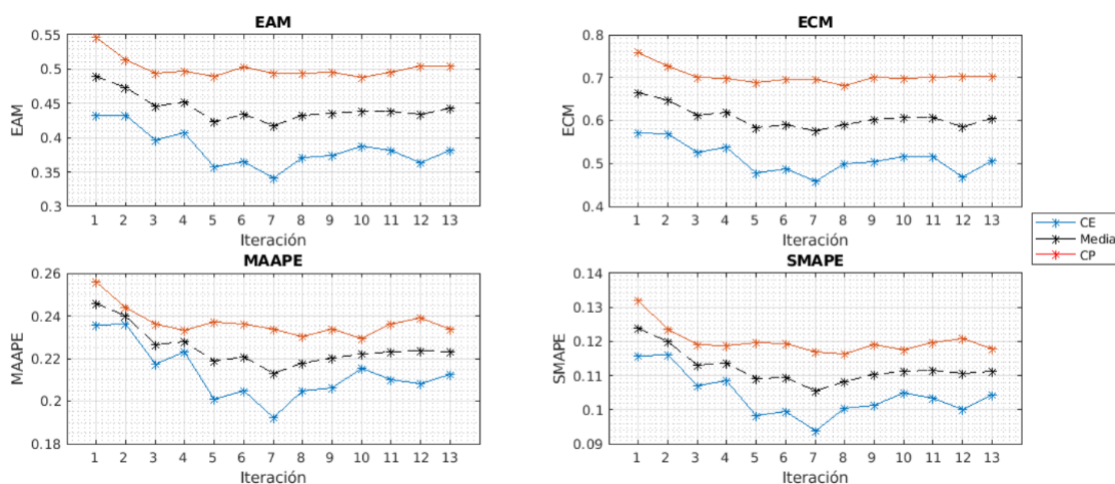 EAM
0.55
0.5
0.45
0.4
0.35
0.3
EAM
1 2 3 4 5 6 7 8 9 10 11 12 13
Iteración
ECM
0.8
0.7
0.6
0.5
0.4
ECM
1 2 3 4 5 6 7 8 9 10 11 12 13
Iteración
CE
Media
CP
MAAPE
0.26
0.24
0.22
0.2
0.18
MAAPE
1 2 3 4 5 6 7 8 9 10 11 12 13
Iteración
SMAPE
0.14
0.13
0.12
0.11
0.1
0.09
SMAPE
1 2 3 4 5 6 7 8 9 10 11 12 13
Iteración